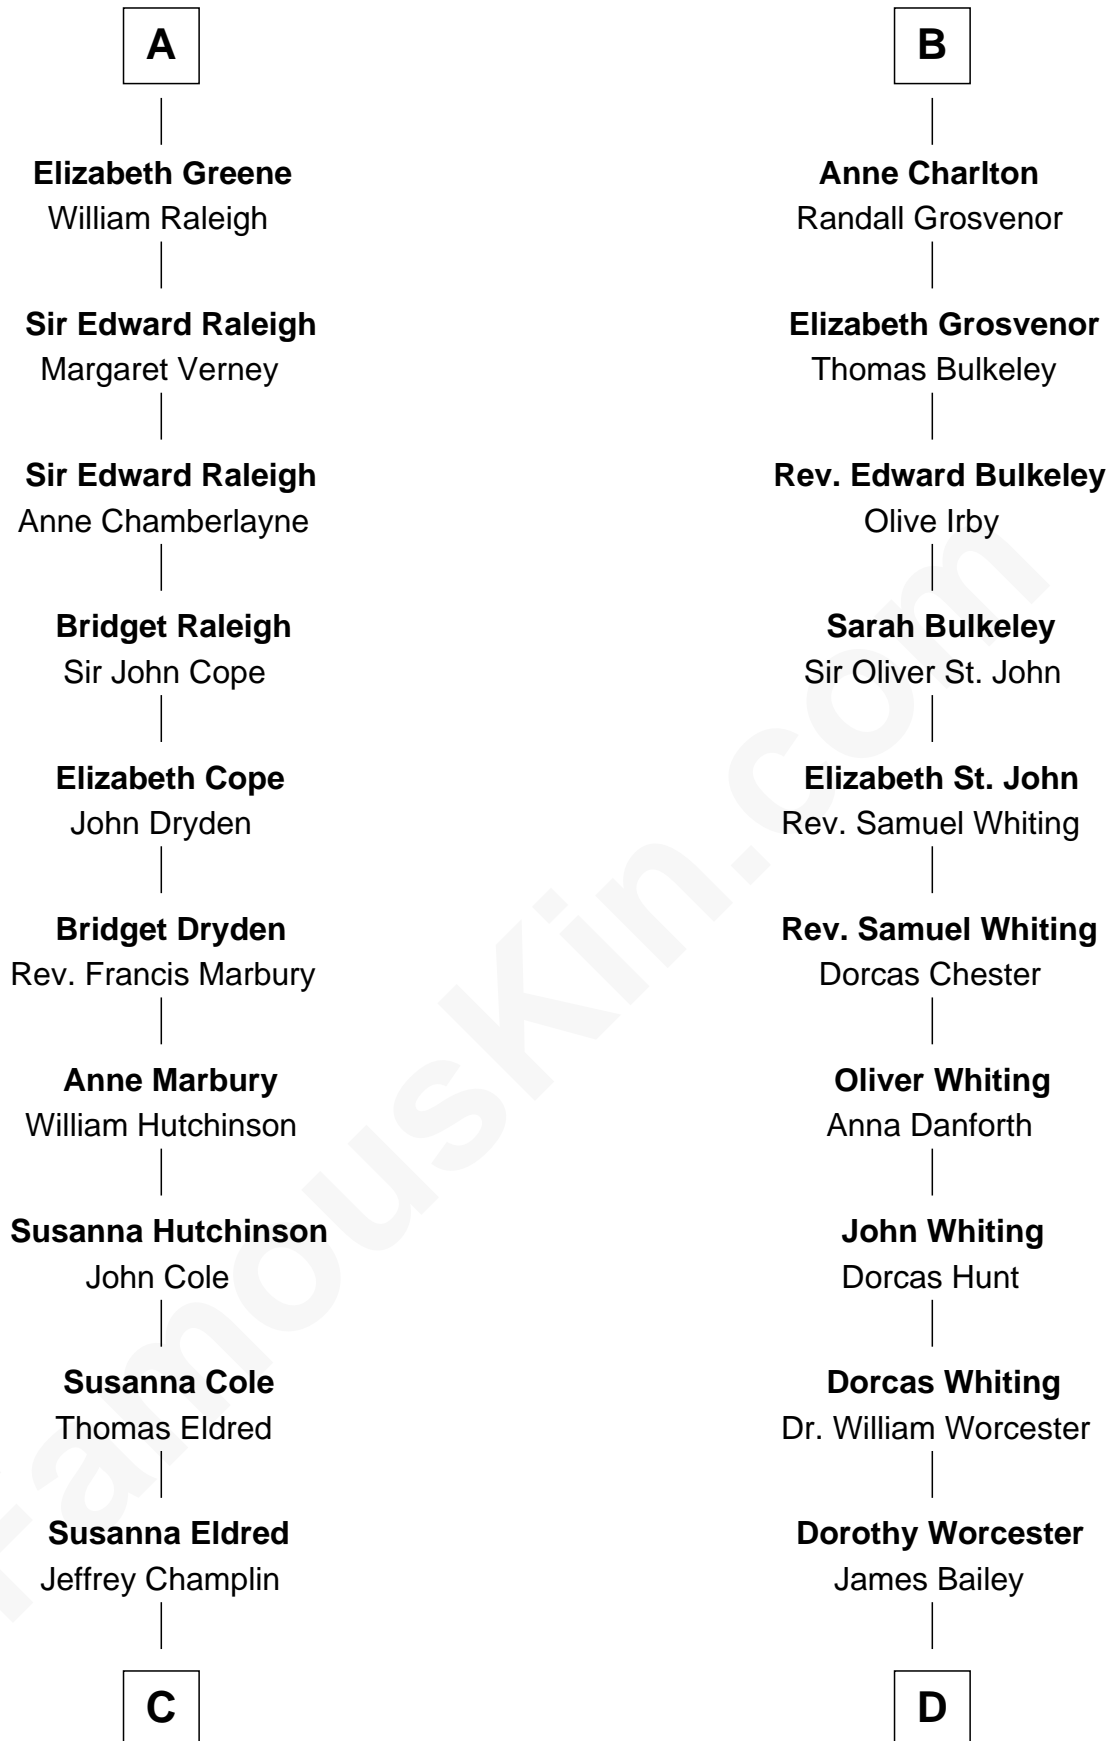 A
Elizabeth Greene
William Raleigh
Sir Edward Raleigh
Margaret Verney
Sir Edward Raleigh
Anne Chamberlayne
Bridget Raleigh
Sir John Cope
Elizabeth Cope
John Dryden
Bridget Dryden
Rev. Francis Marbury
Anne Marbury
William Hutchinson
Susanna Hutchinson
John Cole
Susanna Cole
Thomas Eldred
Susanna Eldred
Jeffrey Champlin
C
B
Anne Charlton
Randall Grosvenor
Elizabeth Grosvenor
Thomas Bulkeley
Rev. Edward Bulkeley
Olive Irby
Sarah Bulkeley
Sir Oliver St. John
Elizabeth St. John
Rev. Samuel Whiting
Rev. Samuel Whiting
Dorcas Chester
Oliver Whiting
Anna Danforth
John Whiting
Dorcas Hunt
Dorcas Whiting
Dr. William Worcester
Dorothy Worcester
James Bailey
D
FamousKin.com